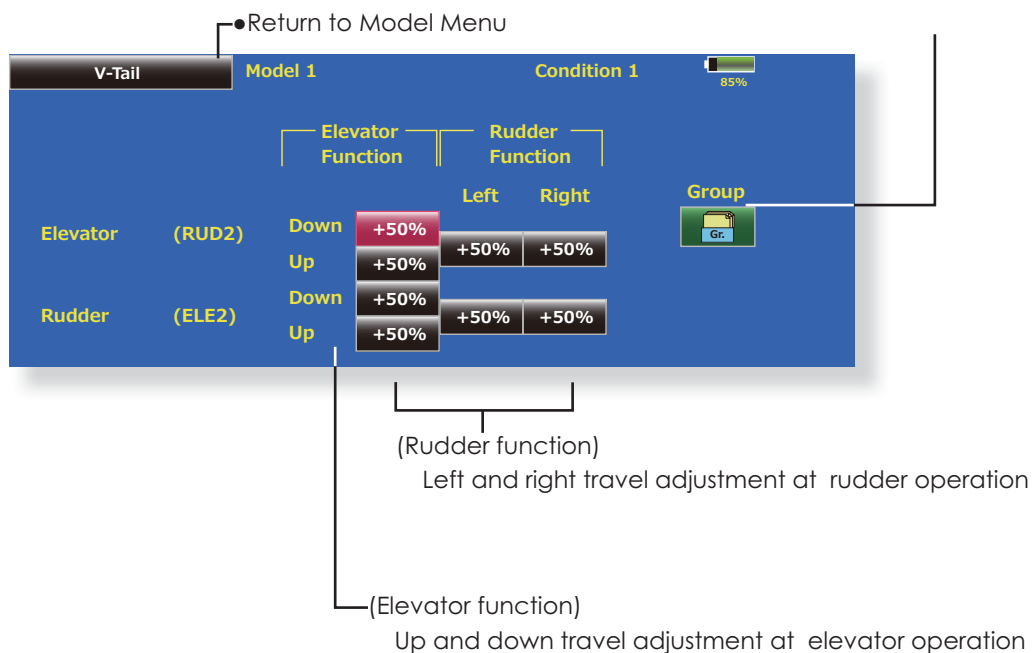 ●Return to Model Menu
V-Tail Model 1 Condition 1 85%
Elevator Function
Rudder Function
Left Right Group
Elevator (RUD2) Down +50% +50% +50% Gr.
Up +50%
Rudder (ELE2) Down +50% +50% +50%
Up +50%
(Rudder function)
Left and right travel adjustment at rudder operation
(Elevator function)
Up and down travel adjustment at elevator operation